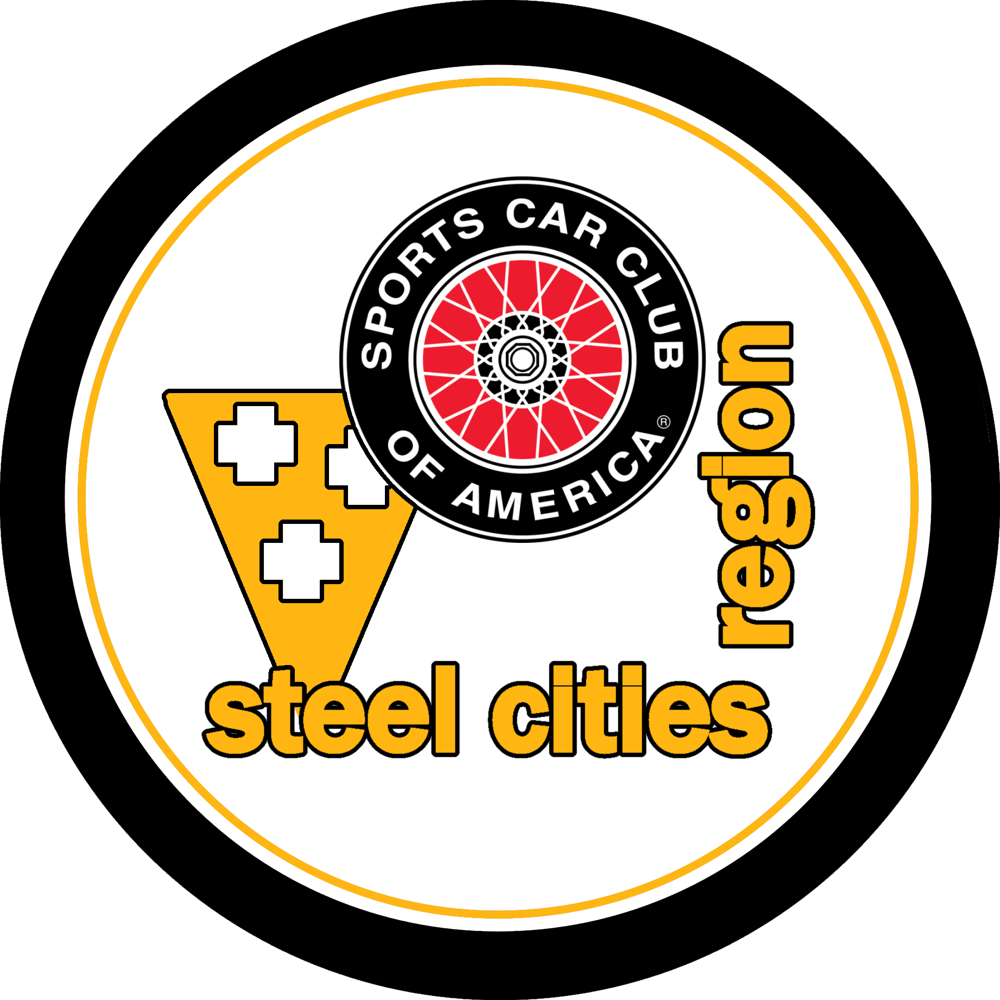 SPORTS CAR CLUB
OF AMERICA®
steel cities
region